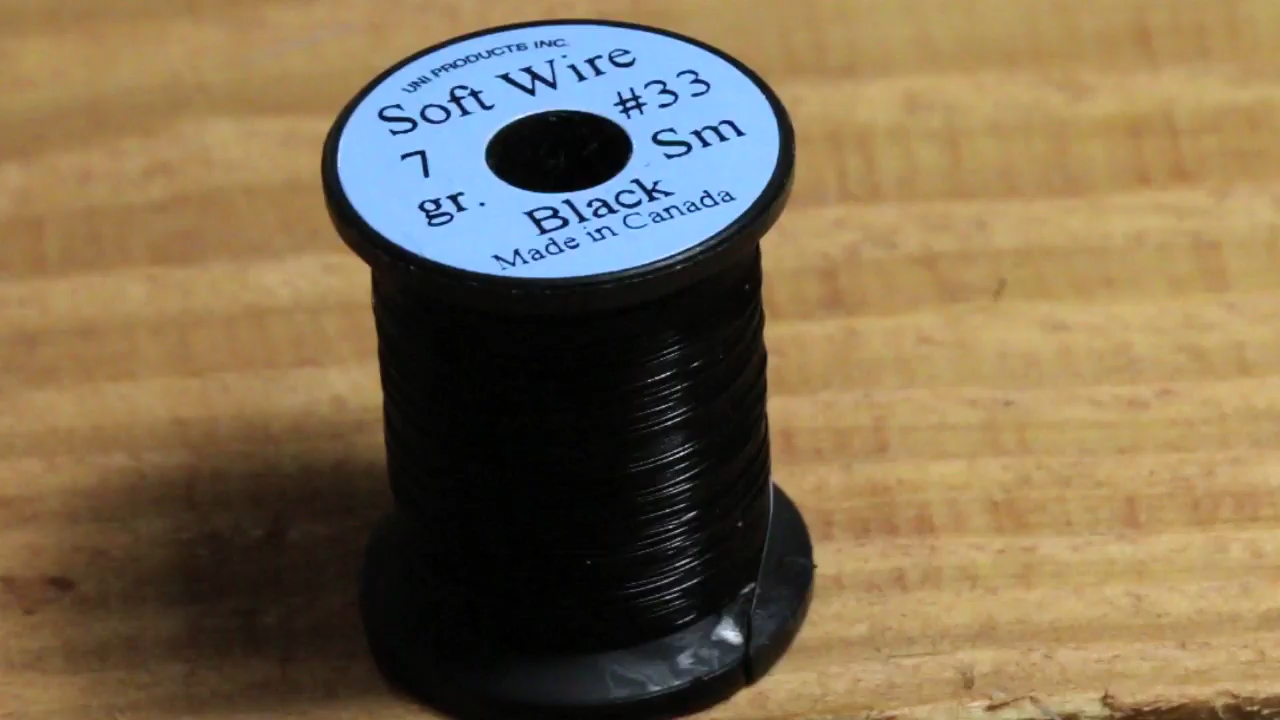 UNI PRODUCTS INC.
Soft Wire
#33
7
Sm
gr.
Black
Made in Canada